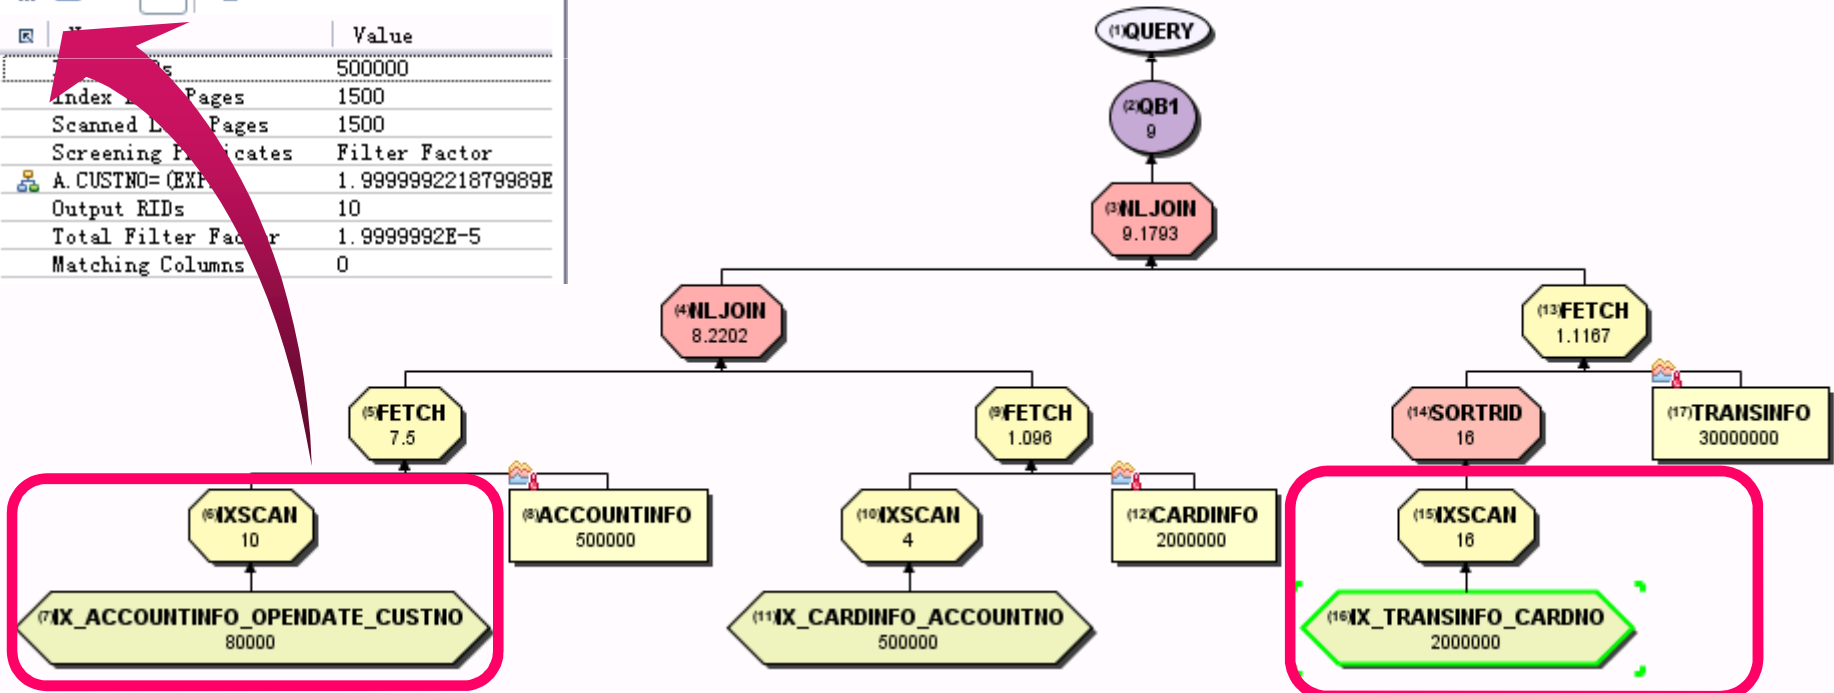 Value
500000
Index Pages
1500
Scanned Pages
1500
Screening
Filter Factor
A.CUSTNO=(EXP
1.999999221879989E
Output RIDs
10
Total Filter Factor
1.9999992E-5
Matching Columns
0
(1)QUERY
(2)QB1
9
(3)NLJOIN
9.1793
(4)NLJOIN
8.2202
(13)FETCH
1.1167
(5)FETCH
7.5
(9)FETCH
1.096
(14)SORTRID
16
(17)TRANSINFO
30000000
(6)IXSCAN
10
(8)ACCOUNTINFO
500000
(10)IXSCAN
4
(12)CARDINFO
2000000
(15)IXSCAN
16
(7)IX_ACCOUNTINFO_OPENDATE_CUSTNO
80000
(11)IX_CARDINFO_ACCOUNTNO
500000
(16)IX_TRANSINFO_CARDNO
2000000